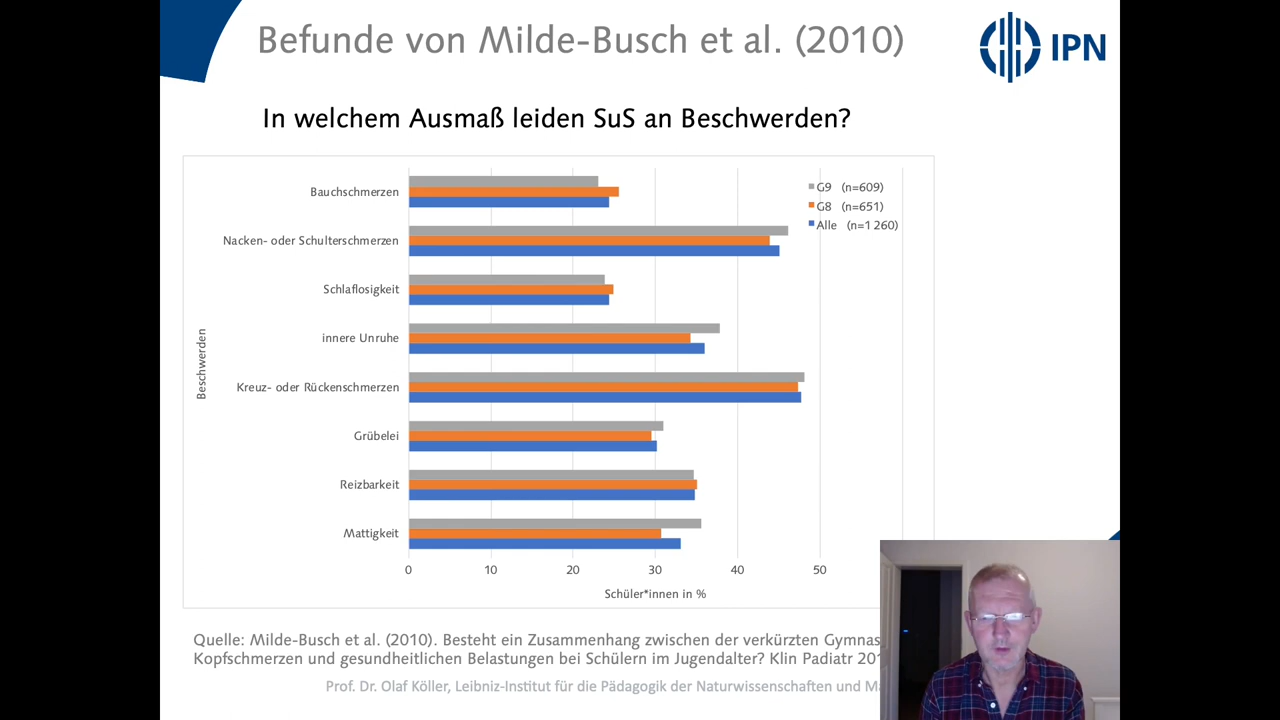 Befunde von Milde-Busch et al. (2010)
IPN
In welchem Ausmaß leiden SuS an Beschwerden?
G9 (n=609)
G8 (n=651)
Alle (n=1 260)
Beschwerden
Bauchschmerzen
Nacken- oder Schulterschmerzen
Schlaflosigkeit
innere Unruhe
Kreuz- oder Rückenschmerzen
Grübelei
Reizbarkeit
Mattigkeit
0 10 20 30 40 50
Schüler*innen in %
Quelle: Milde-Busch et al. (2010). Besteht ein Zusammenhang zwischen der verkürzten
Kopfschmerzen und gesundheitlichen Belastungen bei Schülern im Jugendalter? Klin Padiatr
Prof. Dr. Olaf Köller, Leibniz-Institut für die Pädagogik der Naturwissenschaften und